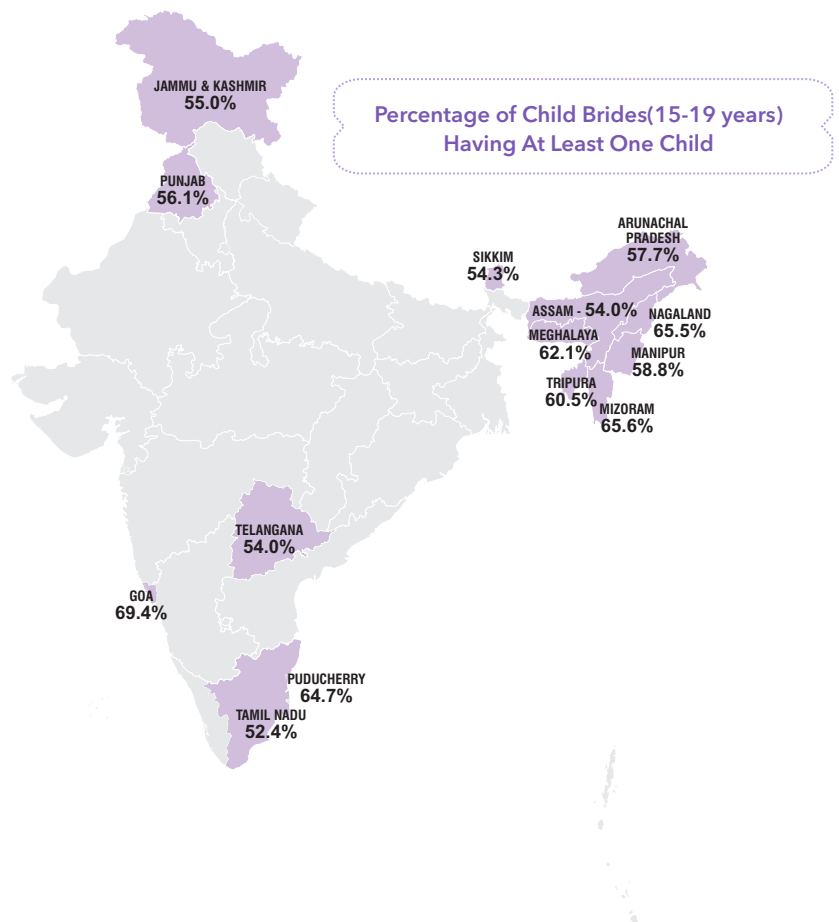 JAMMU & KASHMIR
55.0%
Percentage of Child Brides(15-19 years)
Having At Least One Child
PUNJAB
56.1%
ARUNACHAL
PRADESH
57.7%
SIKKIM
54.3%
ASSAM - 54.0%
NAGALAND
65.5%
MEGHALAYA
62.1%
MANIPUR
58.8%
TRIPURA
60.5%
MIZORAM
65.6%
TELANGANA
54.0%
GOA
69.4%
PUDUCHERRY
64.7%
TAMIL NADU
52.4%